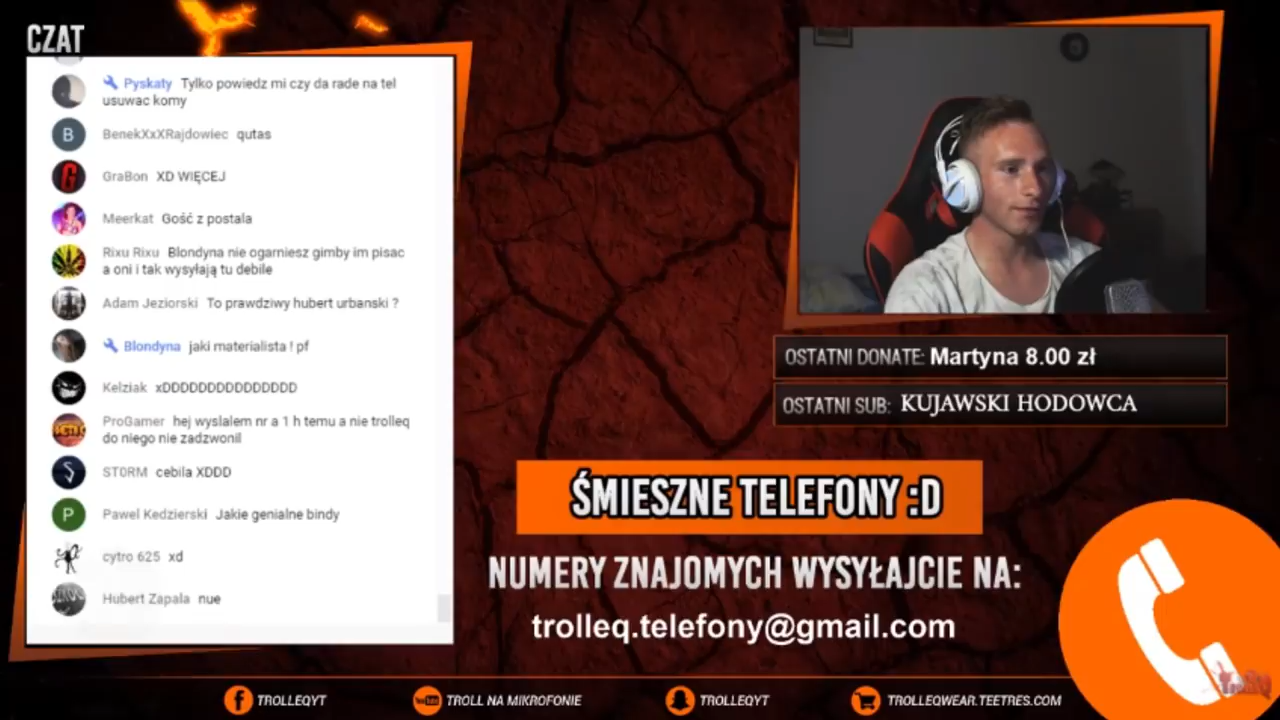 CZAT
Pyskaty Tylko powiedz mi czy da rade na tel
usuwac komy
B BenekXxXRajdowiec qutas
GraBon XD WIĘCEJ
Meerkat Gość z postala
Rixu Rixu Blondyna nie ogarniesz gimby im pisac
a oni i tak wysyłają tu debile
Adam Jeziorski To prawdziwy hubert urbanski ?
Blondyna jaki materialista ! pf
Kelziak xDDDDDDDDDDDDDDD
ProGamer hej wyslalem nr a 1 h temu a nie trolleq
do niego nie zadzwonil
ST0RM cebila XDDD
P Pawel Kedzierski Jakie genialne bindy
cytro 625 xd
Hubert Zapala nue
OSTATNI DONATE: Martyna 8.00 zł
OSTATNI SUB: KUJAWSKI HODOWCA
ŚMIESZNE TELEFONY :D
NUMERY ZNAJOMYCH WYSYŁAJCIE NA:
trolleq.telefony@gmail.com
TROLLEQYT
TROLL NA MIKROFONIE
TROLLEQYT
TROLLEQWEAR.TEETRES.COM